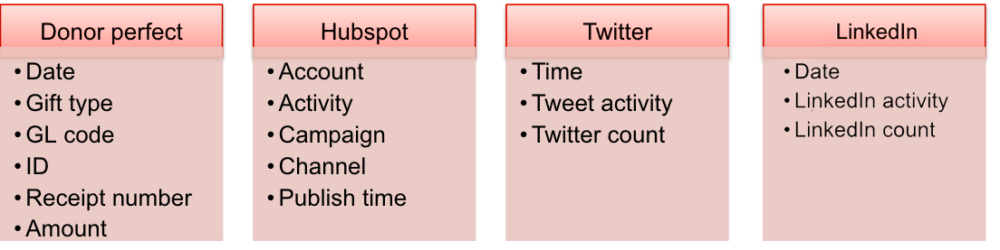 Donor perfect
• Date
• Gift type
• GL code
• ID
• Receipt number
• Amount
Hubspot
• Account
• Activity
• Campaign
• Channel
• Publish time
Twitter
• Time
• Tweet activity
• Twitter count
LinkedIn
• Date
• LinkedIn activity
• LinkedIn count